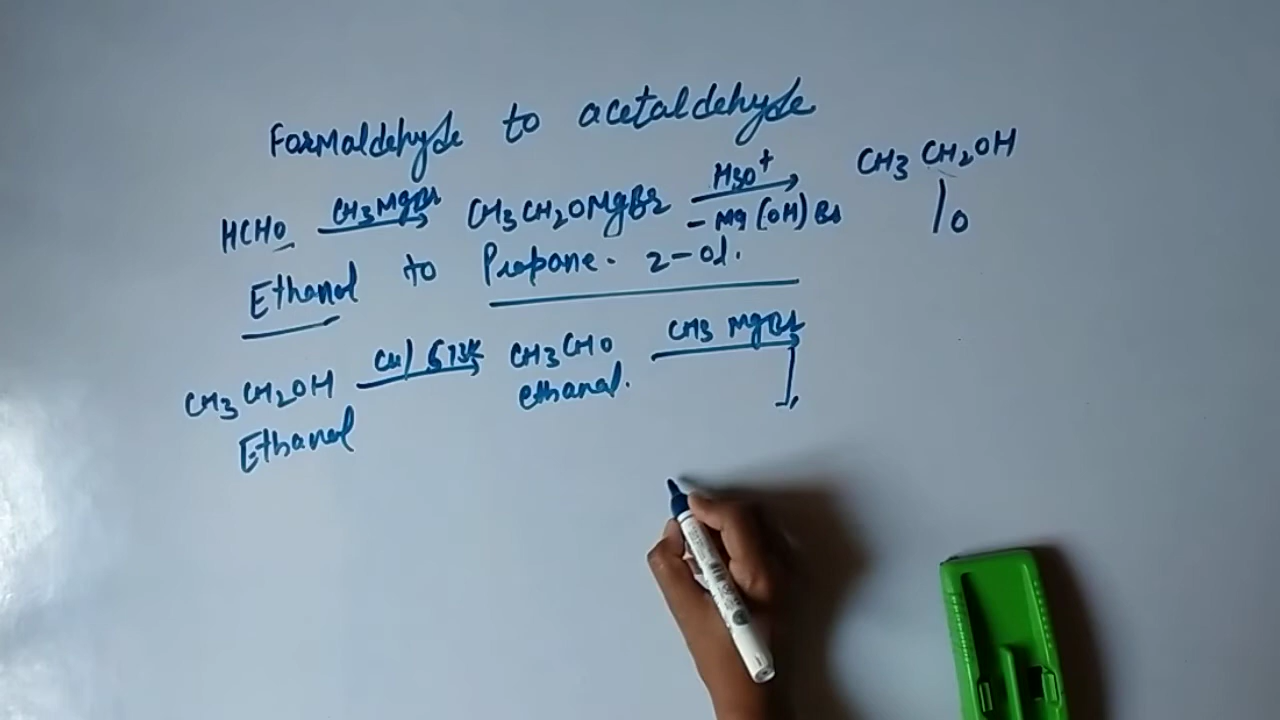 Formaldehyde to acetaldehyde
HCHO CH3MgBr CH3CH2OMgBr H3O+ CH3CH2OH
- Mg(OH)Br 1o
Ethanol to Propane-2-ol.
CH3CH2OH Cu/ 573K CH3CHO CH3MgBr
Ethanol ethanal.